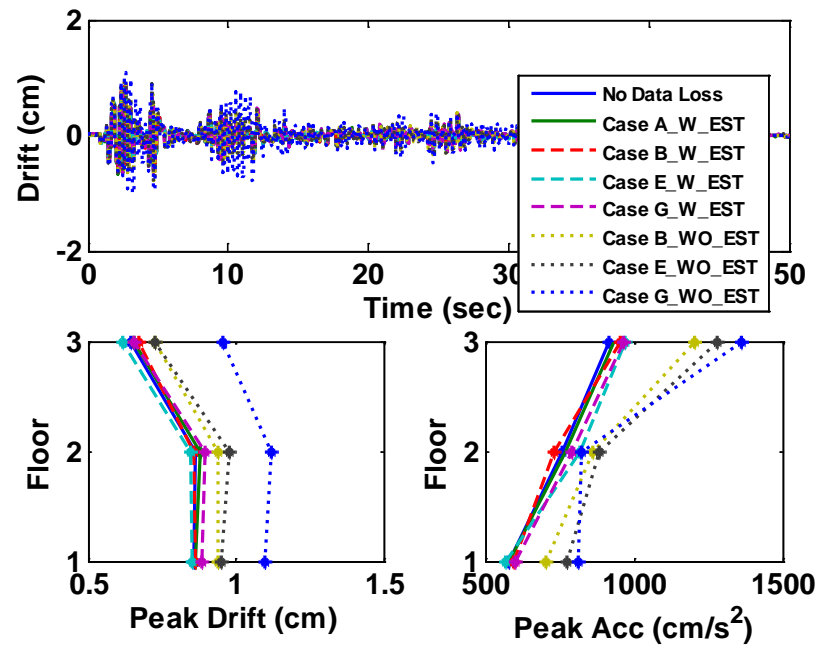 2
0
-2
Drift (cm)
0
10
20
30
50
Time (sec)
No Data Loss
Case A_W_EST
Case B_W_EST
Case E_W_EST
Case G_W_EST
Case B_WO_EST
Case E_WO_EST
Case G_WO_EST
3
2
1
Floor
0.5
1
1.5
Peak Drift (cm)
3
2
1
Floor
500
1000
1500
Peak Acc (cm/s²)